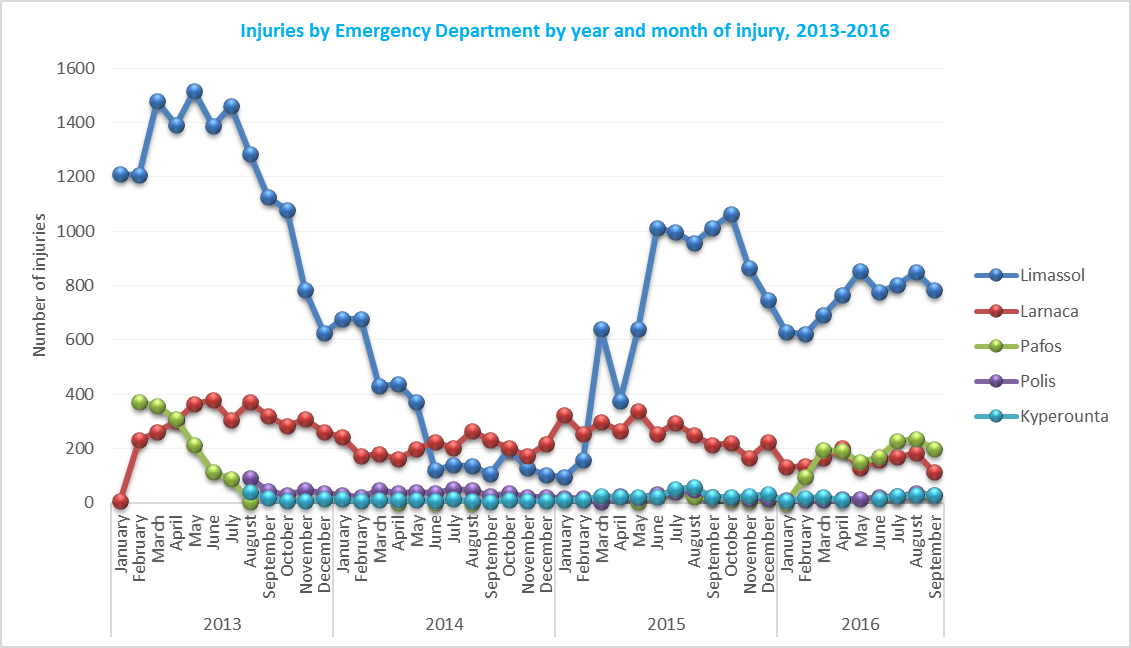 Injuries by Emergency Department by year and month of injury, 2013-2016
Number of injuries
1600
1400
1200
1000
800
600
400
200
0
January
February
March
April
May
June
July
August
September
October
November
December
January
February
March
April
May
June
July
August
September
October
November
December
January
February
March
April
May
June
July
August
September
October
November
December
January
February
March
April
May
June
July
August
September
2013
2014
2015
2016
Limassol
Larnaca
Pafos
Polis
Kyperounta